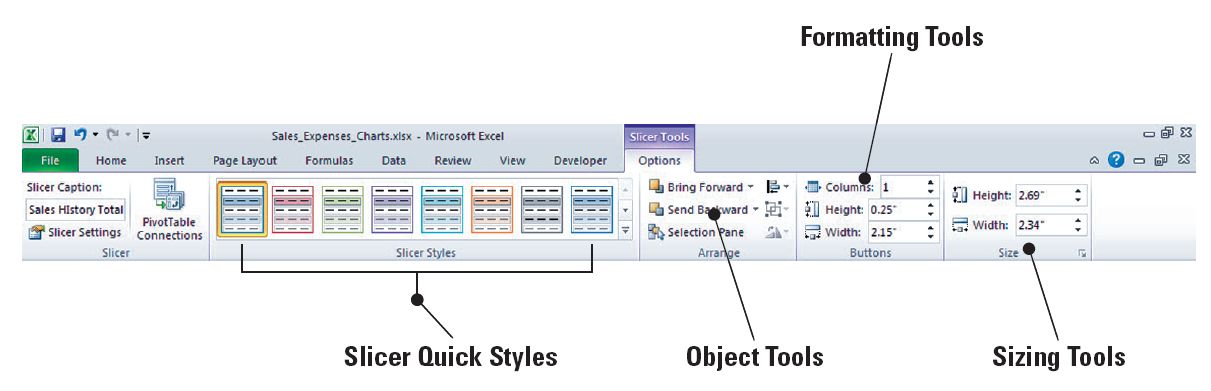 Formatting Tools
Sales_Expenses_Charts.xlsx - Microsoft Excel
Slicer Tools
File Home Insert Page Layout Formulas Data Review View Developer Options
Slicer Caption:
Sales HIstory Total
Slicer Settings
PivotTable
Connections
Slicer
Slicer Styles
Bring Forward
Send Backward
Selection Pane
Arrange
Columns: 1
Height: 0.25"
Width: 2.15"
Buttons
Height: 2.69"
Width: 2.34"
Size
Slicer Quick Styles
Object Tools
Sizing Tools